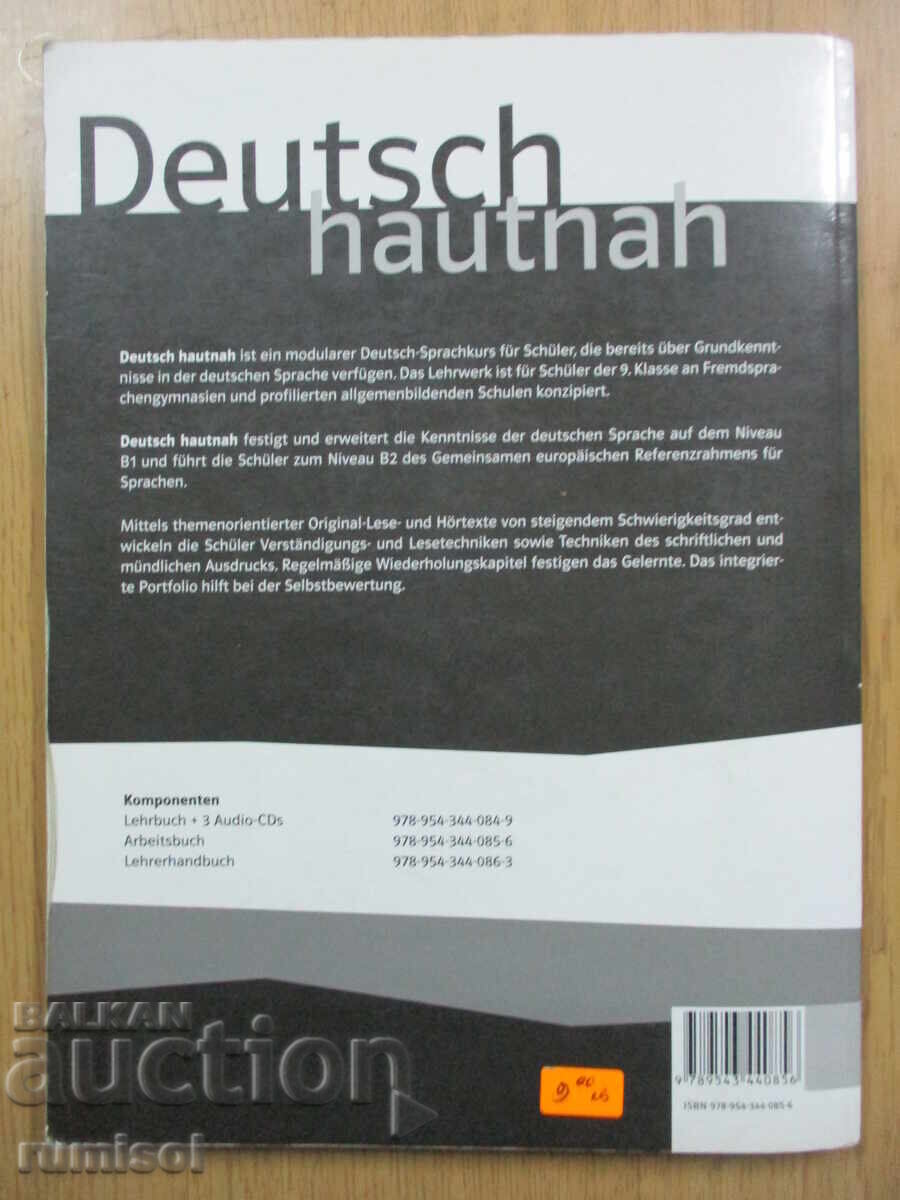 Deutsch
hautnah
Deutsch hautnah ist ein modularer Deutsch-Sprachkurs für Schüler, die bereits über Grundkennt-
nisse in der deutschen Sprache verfügen. Das Lehrwerk ist für Schüler der 9. Klasse an Fremdspra-
chengymnasien und profilierten allgemenbildenden Schulen konzipiert.
Deutsch hautnah festigt und erweitert die Kenntnisse der deutschen Sprache auf dem Niveau
B1 und führt die Schüler zum Niveau B2 des Gemeinsamen europäischen Referenzrahmens für
Sprachen.
Mittels themenorientierter Original-Lese- und Hörtexte von steigendem Schwierigkeitsgrad ent-
wickeln die Schüler Verständigungs- und Lesetechniken sowie Techniken des schriftlichen und
mündlichen Ausdrucks. Regelmäßige Wiederholungskapitel festigen das Gelernte. Das integrier-
te Portfolio hilft bei der Selbstbewertung.
Komponenten
Lehrbuch + 3 Audio-CDs 978-954-344-084-9
Arbeitsbuch 978-954-344-085-6
Lehrerhandbuch 978-954-344-086-3
9 789543 440856
ISBN 978-954-344-085-6
BALKAN
auction
rumisol